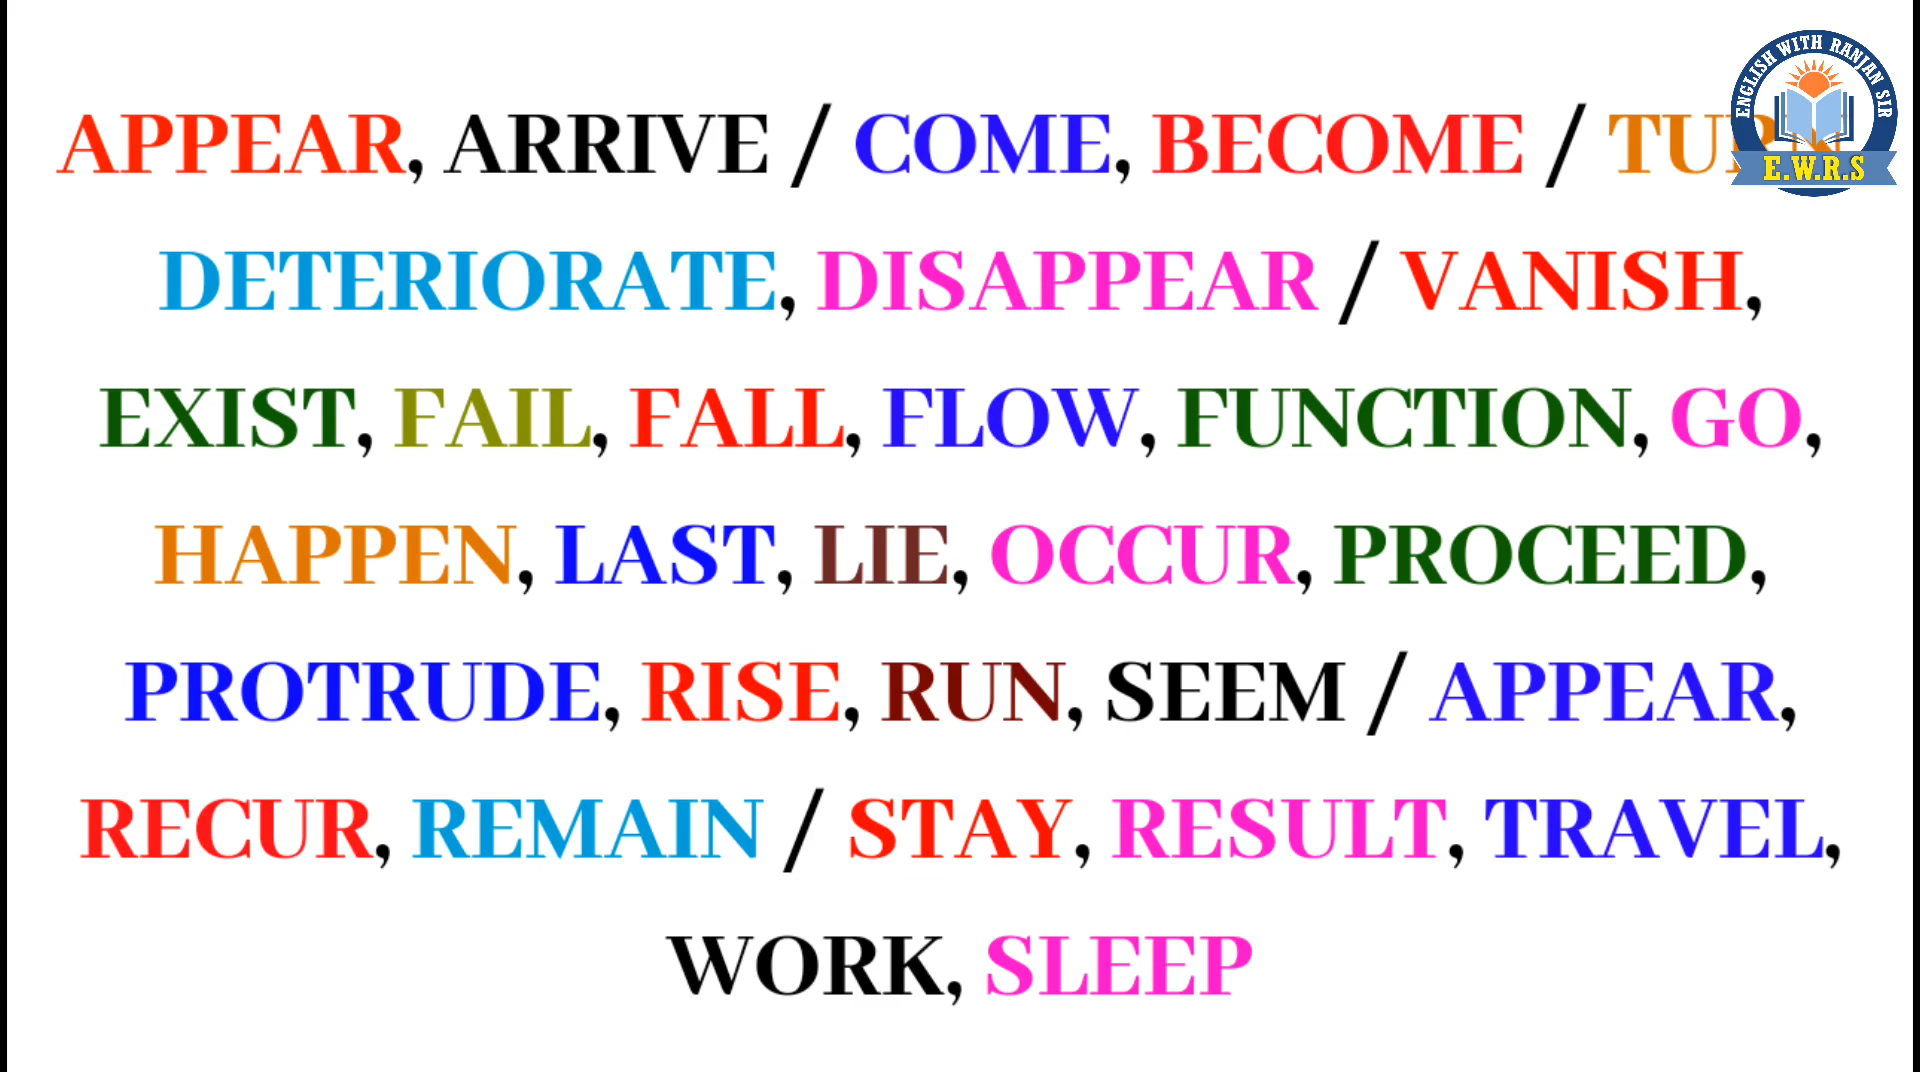 APPEAR, ARRIVE / COME, BECOME /
DETERIORATE, DISAPPEAR / VANISH,
EXIST, FAIL, FALL, FLOW, FUNCTION, GO,
HAPPEN, LAST, LIE, OCCUR, PROCEED,
PROTRUDE, RISE, RUN, SEEM / APPEAR,
RECUR, REMAIN / STAY, RESULT, TRAVEL,
WORK, SLEEP
ENGLISH WITH RANJAN SIR
E.W.R.S